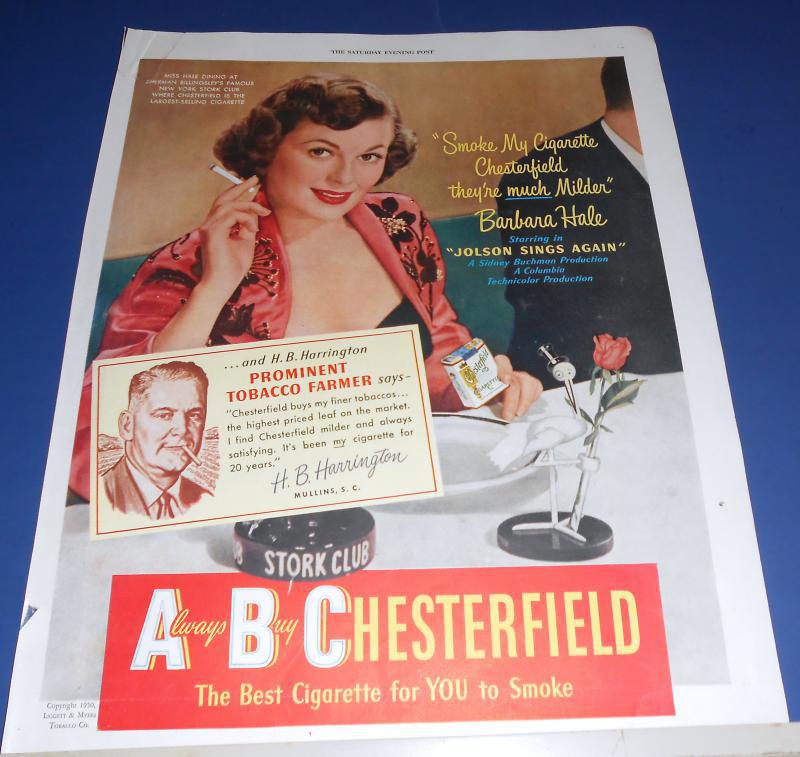 THE SATURDAY EVENING POST
MISS HALE DINING AT
SHERMAN BILLINGSLEY'S FAMOUS
NEW YORK STORK CLUB
WHERE CHESTERFIELD IS THE
LARGEST-SELLING CIGARETTE
"Smoke My Cigarette
Chesterfield
they're much Milder"
Barbara Hale
Starring in
"JOLSON SINGS AGAIN"
A Sidney Buchman Production
A Columbia
Technicolor Production
...and H. B. Harrington
PROMINENT
TOBACCO FARMER says-
"Chesterfield buys my finer tobaccos...
the highest priced leaf on the market.
I find Chesterfield milder and always
satisfying. It's been my cigarette for
20 years."
H. B. Harrington
MULLINS, S. C.
Chesterfield
CIGARETTES
STORK CLUB
Always Buy CHESTERFIELD
The Best Cigarette for YOU to Smoke
Copyright 1950,
LIGGETT & MYERS
TOBACCO CO.